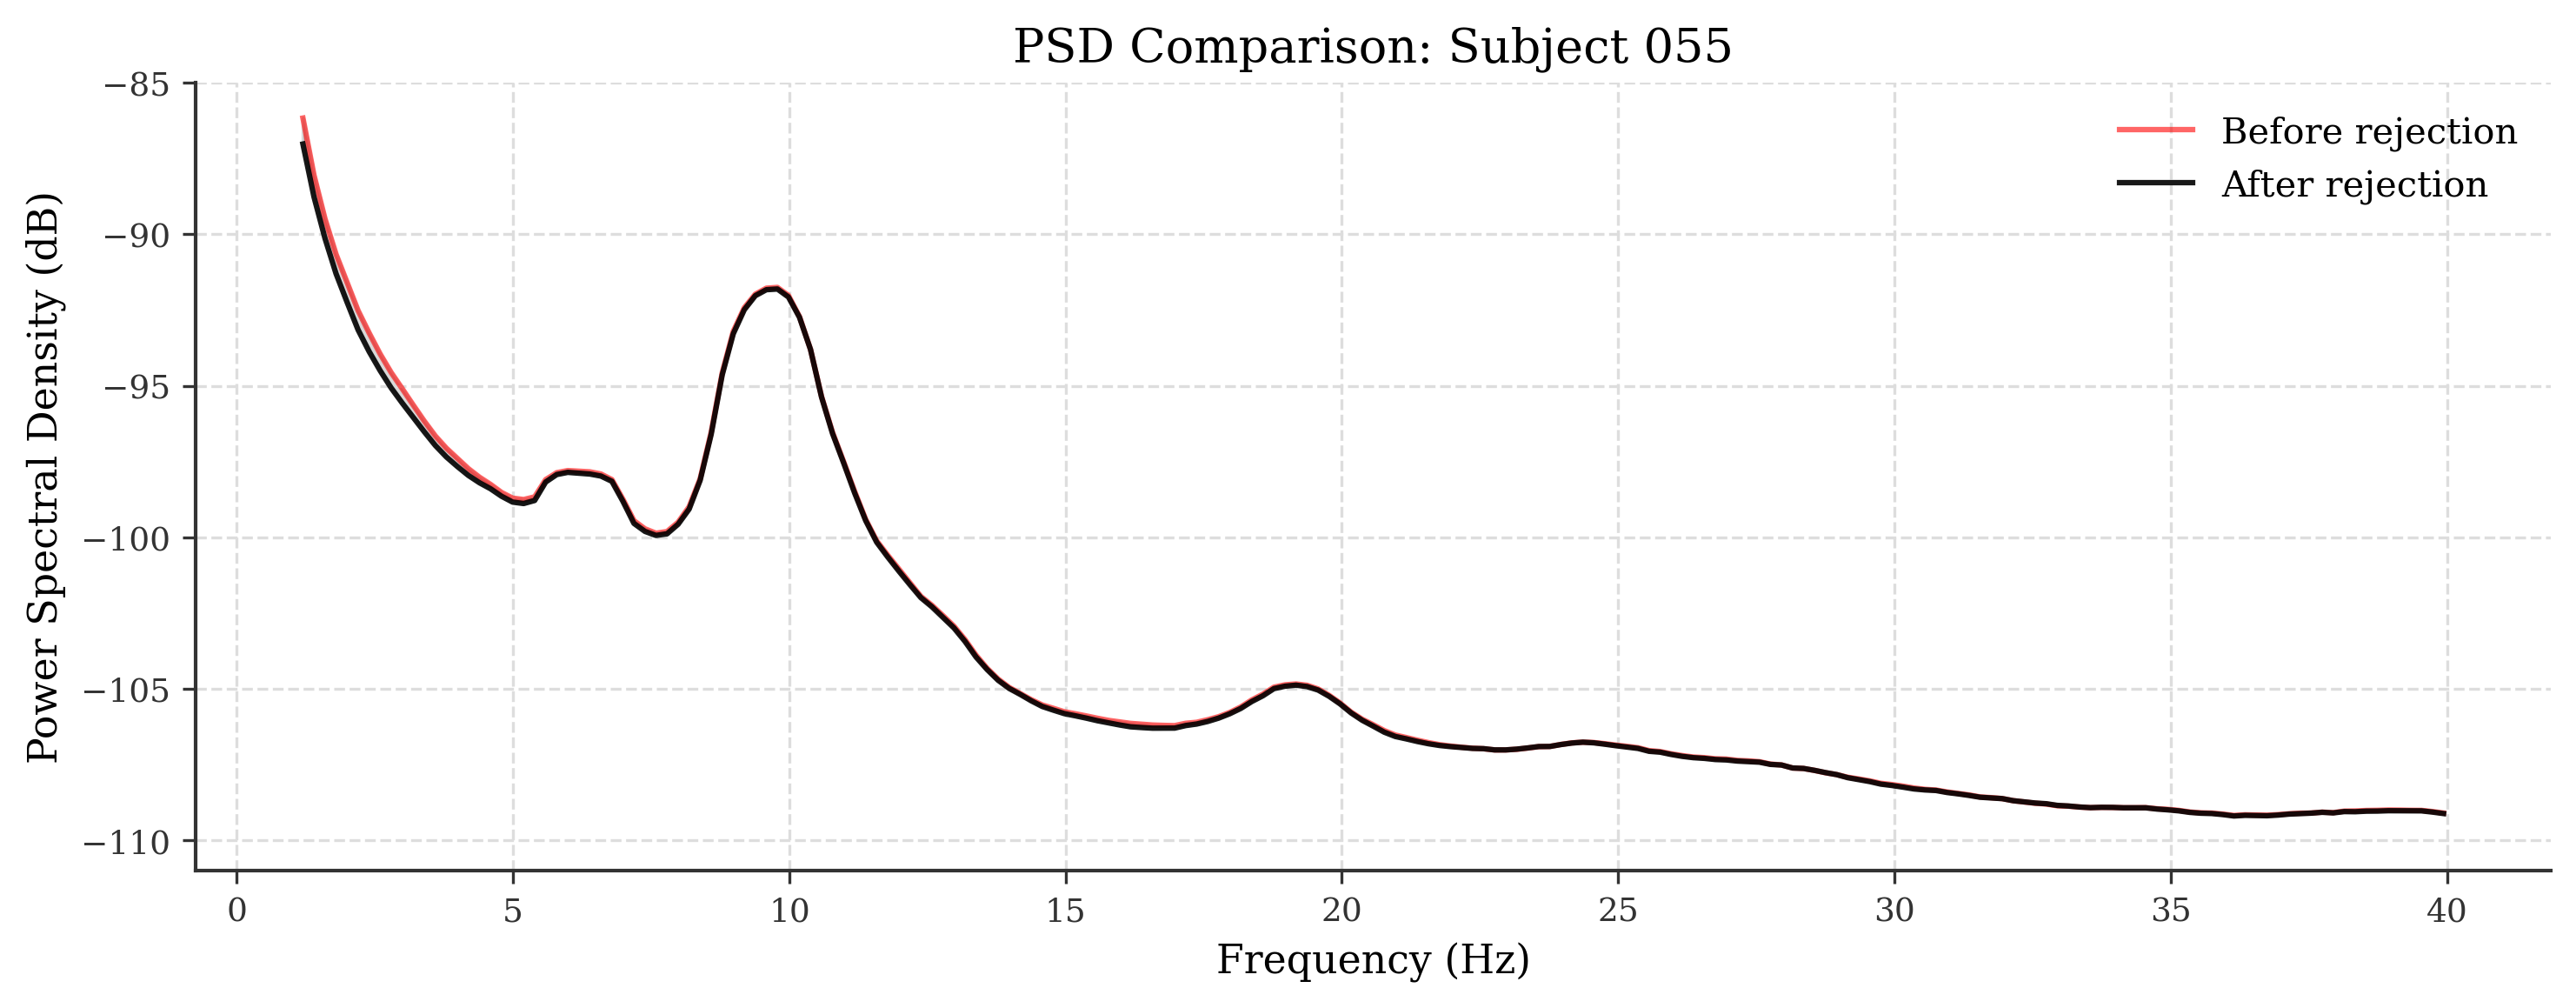 PSD Comparison: Subject 055
Power Spectral Density (dB)
−85
−90
−95
−100
−105
−110
Before rejection
After rejection
0 5 10 15 20 25 30 35 40
Frequency (Hz)